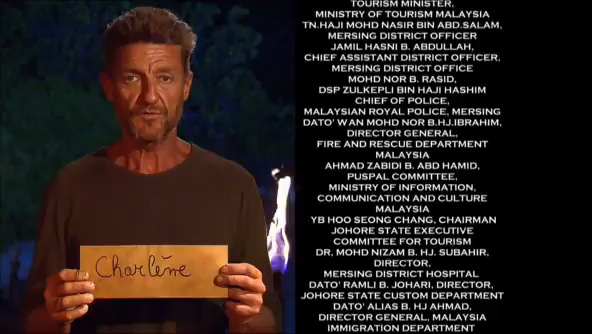 Charlène
TOURISM MINISTER,
MINISTRY OF TOURISM MALAYSIA
TN.HAJI MOHD NASIR BIN ABD.SALAM,
MERSING DISTRICT OFFICER
JAMIL HASNI B. ABDULLAH,
CHIEF ASSISTANT DISTRICT OFFICER,
MERSING DISTRICT OFFICE
MOHD NOR B. RASID,
DSP ZULKEPLI BIN HAJI HASHIM
CHIEF OF POLICE,
MALAYSIAN ROYAL POLICE, MERSING
DATO' WAN MOHD NOR B.HJ.IBRAHIM,
DIRECTOR GENERAL,
FIRE AND RESCUE DEPARTMENT
MALAYSIA
AHMAD ZABIDI B. ABD HAMID,
PUSPAL COMMITTEE,
MINISTRY OF INFORMATION,
COMMUNICATION AND CULTURE
MALAYSIA
YB HOO SEONG CHANG, CHAIRMAN
JOHORE STATE EXECUTIVE
COMMITTEE FOR TOURISM
DR, MOHD NIZAM B. HJ. SUBAHIR,
DIRECTOR,
MERSING DISTRICT HOSPITAL
DATO' RAMLI B. JOHARI, DIRECTOR,
JOHORE STATE CUSTOM DEPARTMENT
DATO' ALIAS B. HJ AHMAD,
DIRECTOR GENERAL, MALAYSIA
IMMIGRATION DEPARTMENT